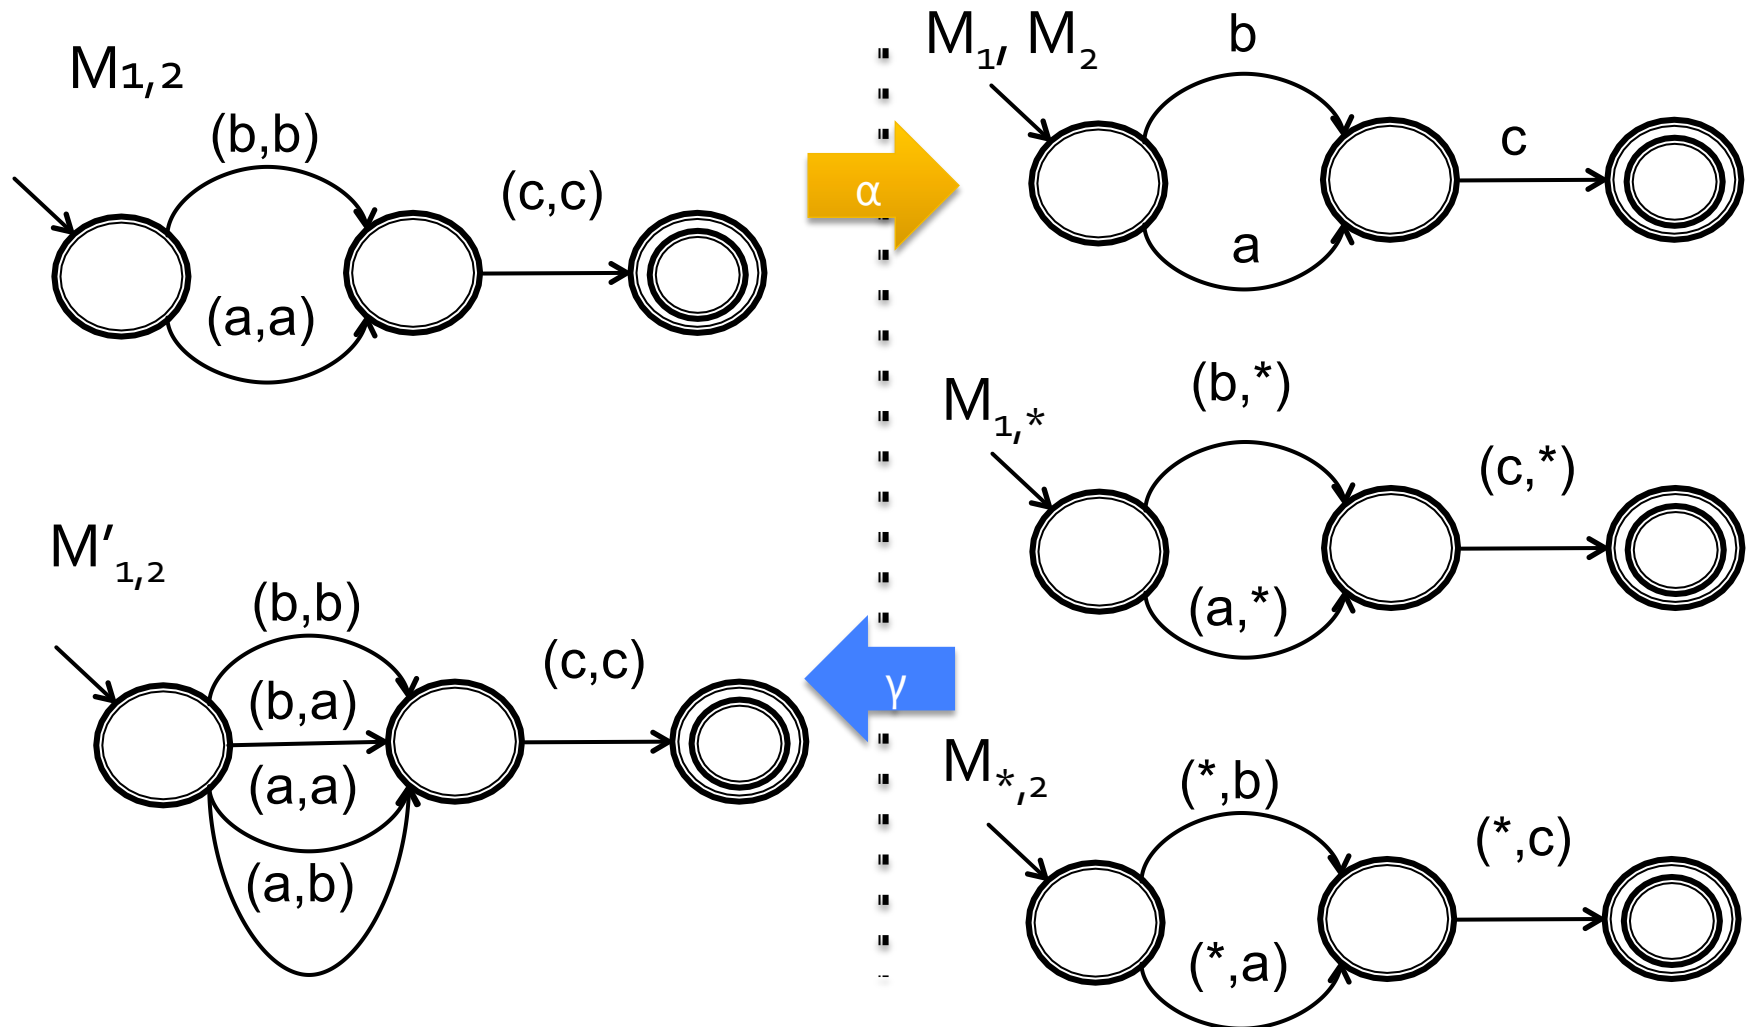 M1,2
(b,b)
(c,c)
(a,a)
α
M1, M2
b
c
a
M1,*
(b,*)
(c,*)
(a,*)
M'1,2
(b,b)
(c,c)
(b,a)
(a,a)
(a,b)
γ
M*,2
(*,b)
(*,c)
(*,a)